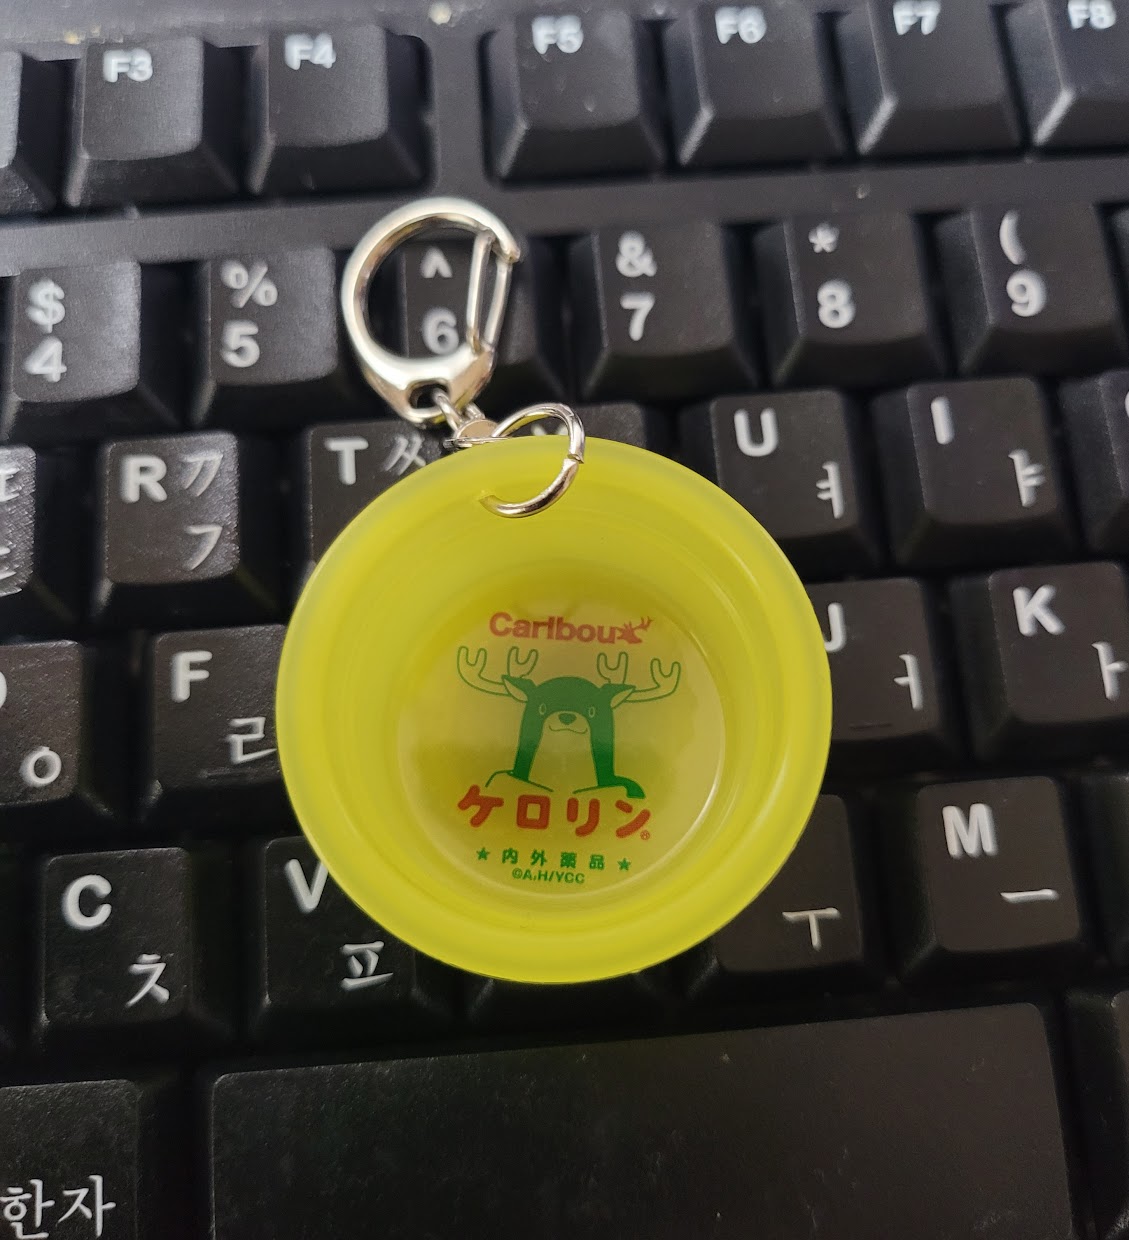 F3 F4 F5 F6 F7 F8
$ % ^ & * (
4 5 6 7 8 9
R ㄲ T ㅆ U I
ㄱ ㅕ ㅑ
Caribou
F J K
ㄹ ㅓ ㅏ
ㅇ
ケロリン®
★内外薬品★
©A,H/YCC
C V M
ㅊ ㅍ ㅜ ㅡ
한자